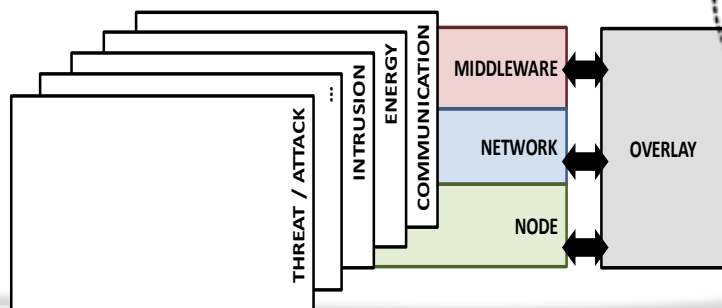 THREAT / ATTACK
...
INTRUSION
ENERGY
COMMUNICATION
MIDDLEWARE
NETWORK
NODE
OVERLAY